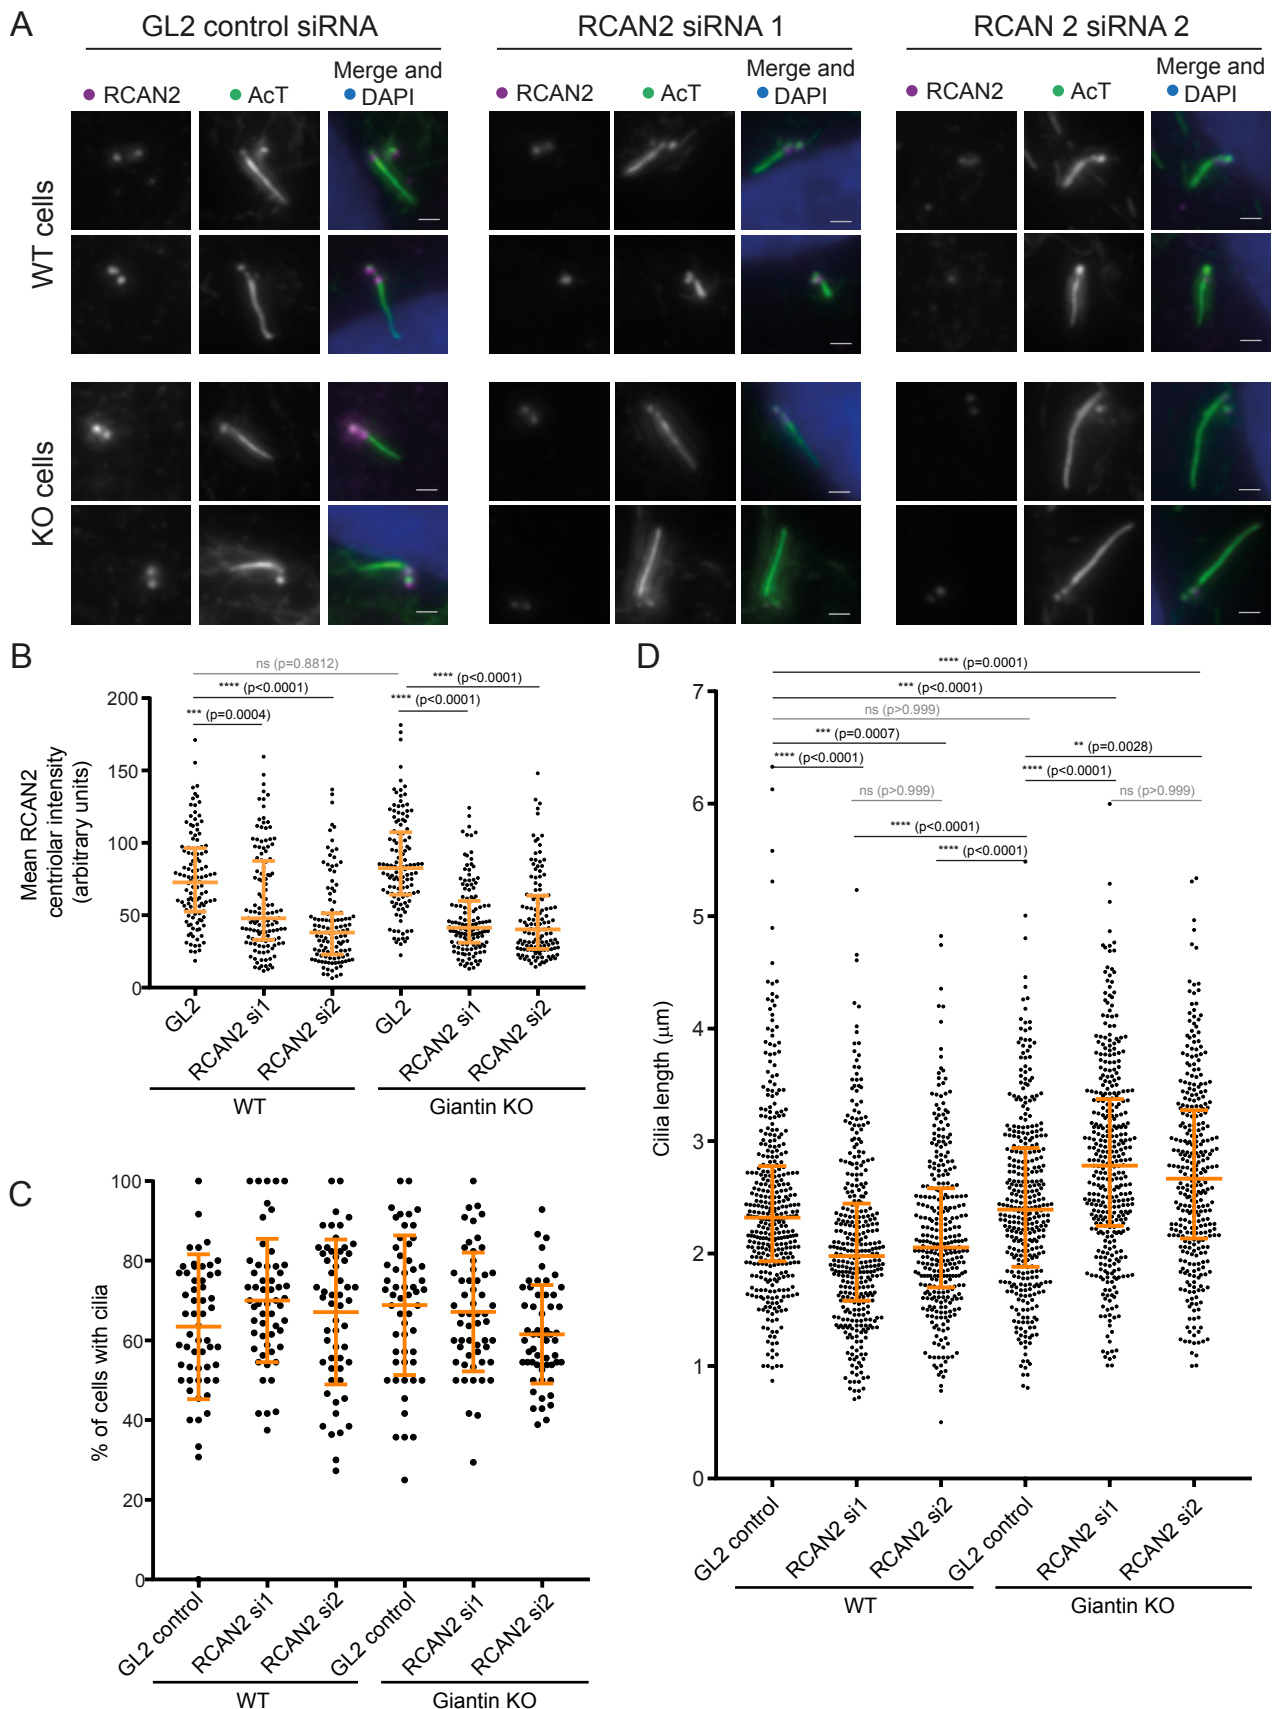 A
GL2 control siRNA
RCAN2 siRNA 1
RCAN 2 siRNA 2
RCAN2
AcT
Merge and
DAPI
RCAN2
AcT
Merge and
DAPI
RCAN2
AcT
Merge and
DAPI
WT cells
KO cells
B
ns (p=0.8812)
**** (p<0.0001)
*** (p=0.0004)
**** (p<0.0001)
**** (p<0.0001)
Mean RCAN2
centriolar intensity
(arbitrary units)
200
150
100
50
0
GL2
RCAN2 si1
RCAN2 si2
GL2
RCAN2 si1
RCAN2 si2
WT
Giantin KO
C
% of cells with cilia
100
80
60
40
20
0
GL2 control
RCAN2 si1
RCAN2 si2
GL2 control
RCAN2 si1
RCAN2 si2
WT
Giantin KO
D
**** (p=0.0001)
*** (p<0.0001)
ns (p>0.999)
*** (p=0.0007)
**** (p<0.0001)
** (p=0.0028)
**** (p<0.0001)
ns (p>0.999)
ns (p>0.999)
**** (p<0.0001)
**** (p<0.0001)
Cilia length (μm)
7
6
5
4
3
2
1
0
GL2 control
RCAN2 si1
RCAN2 si2
GL2 control
RCAN2 si1
RCAN2 si2
WT
Giantin KO